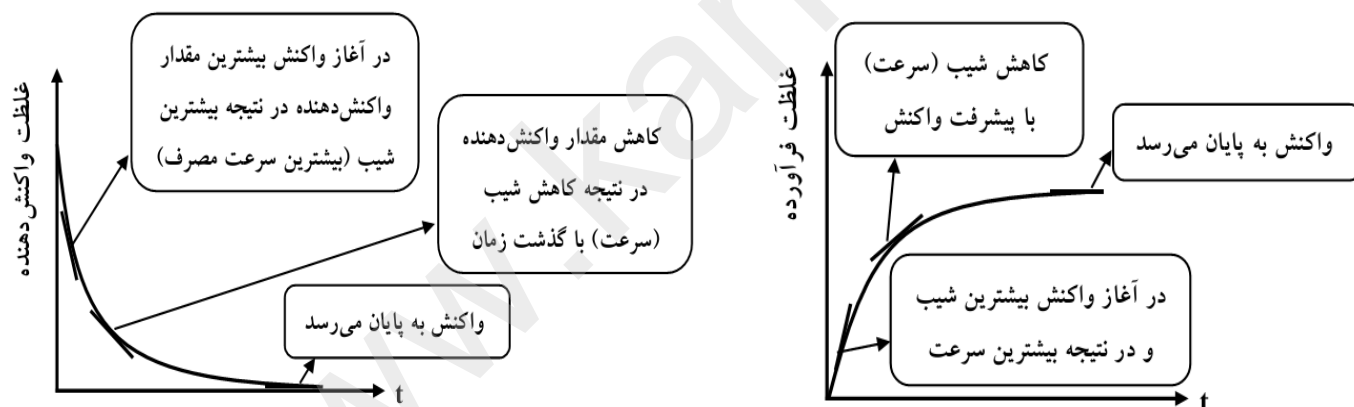 غلظت واکنش‌دهنده
در آغاز واکنش بیشترین مقدار
واکنش‌دهنده در نتیجه بیشترین
شیب (بیشترین سرعت مصرف)
کاهش مقدار واکنش‌دهنده
در نتیجه کاهش شیب
(سرعت) با گذشت زمان
واکنش به پایان می‌رسد
t
غلظت فرآورده
کاهش شیب (سرعت)
با پیشرفت واکنش
واکنش به پایان می‌رسد
در آغاز واکنش بیشترین شیب
و در نتیجه بیشترین سرعت
t